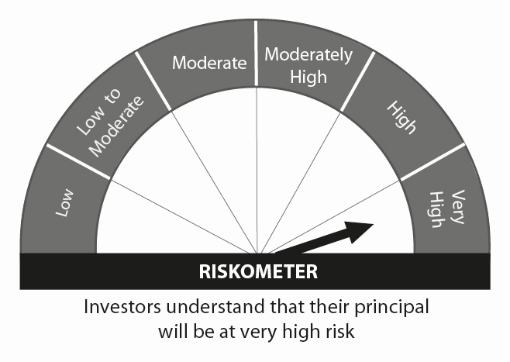 Low
Low to
Moderate
Moderate
Moderately
High
High
Very
High
RISKOMETER
Investors understand that their principal
will be at very high risk